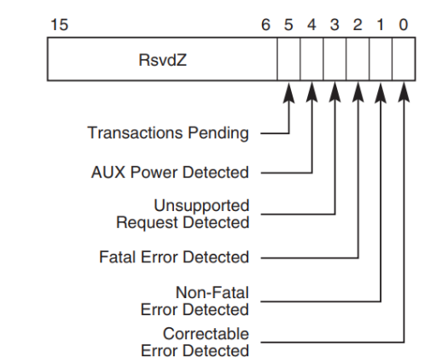 15 6 5 4 3 2 1 0
RsvdZ
Transactions Pending
AUX Power Detected
Unsupported
Request Detected
Fatal Error Detected
Non-Fatal
Error Detected
Correctable
Error Detected